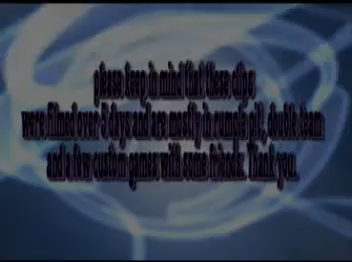 please keep in mind that these clips
were filmed over 3 days and are mostly in rumble pit, double team
and a few custom games with some friends. Thank you.